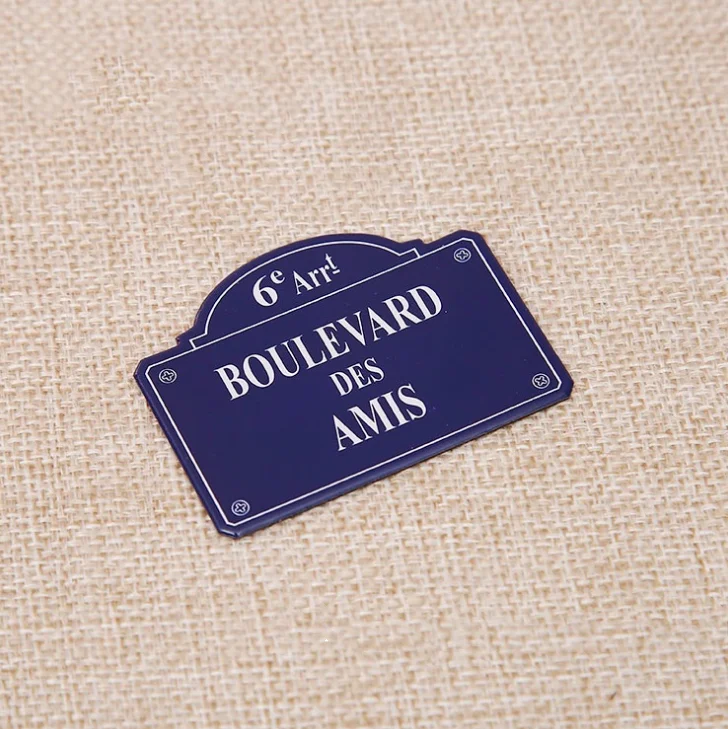 6e Arrt
BOULEVARD
DES
AMIS